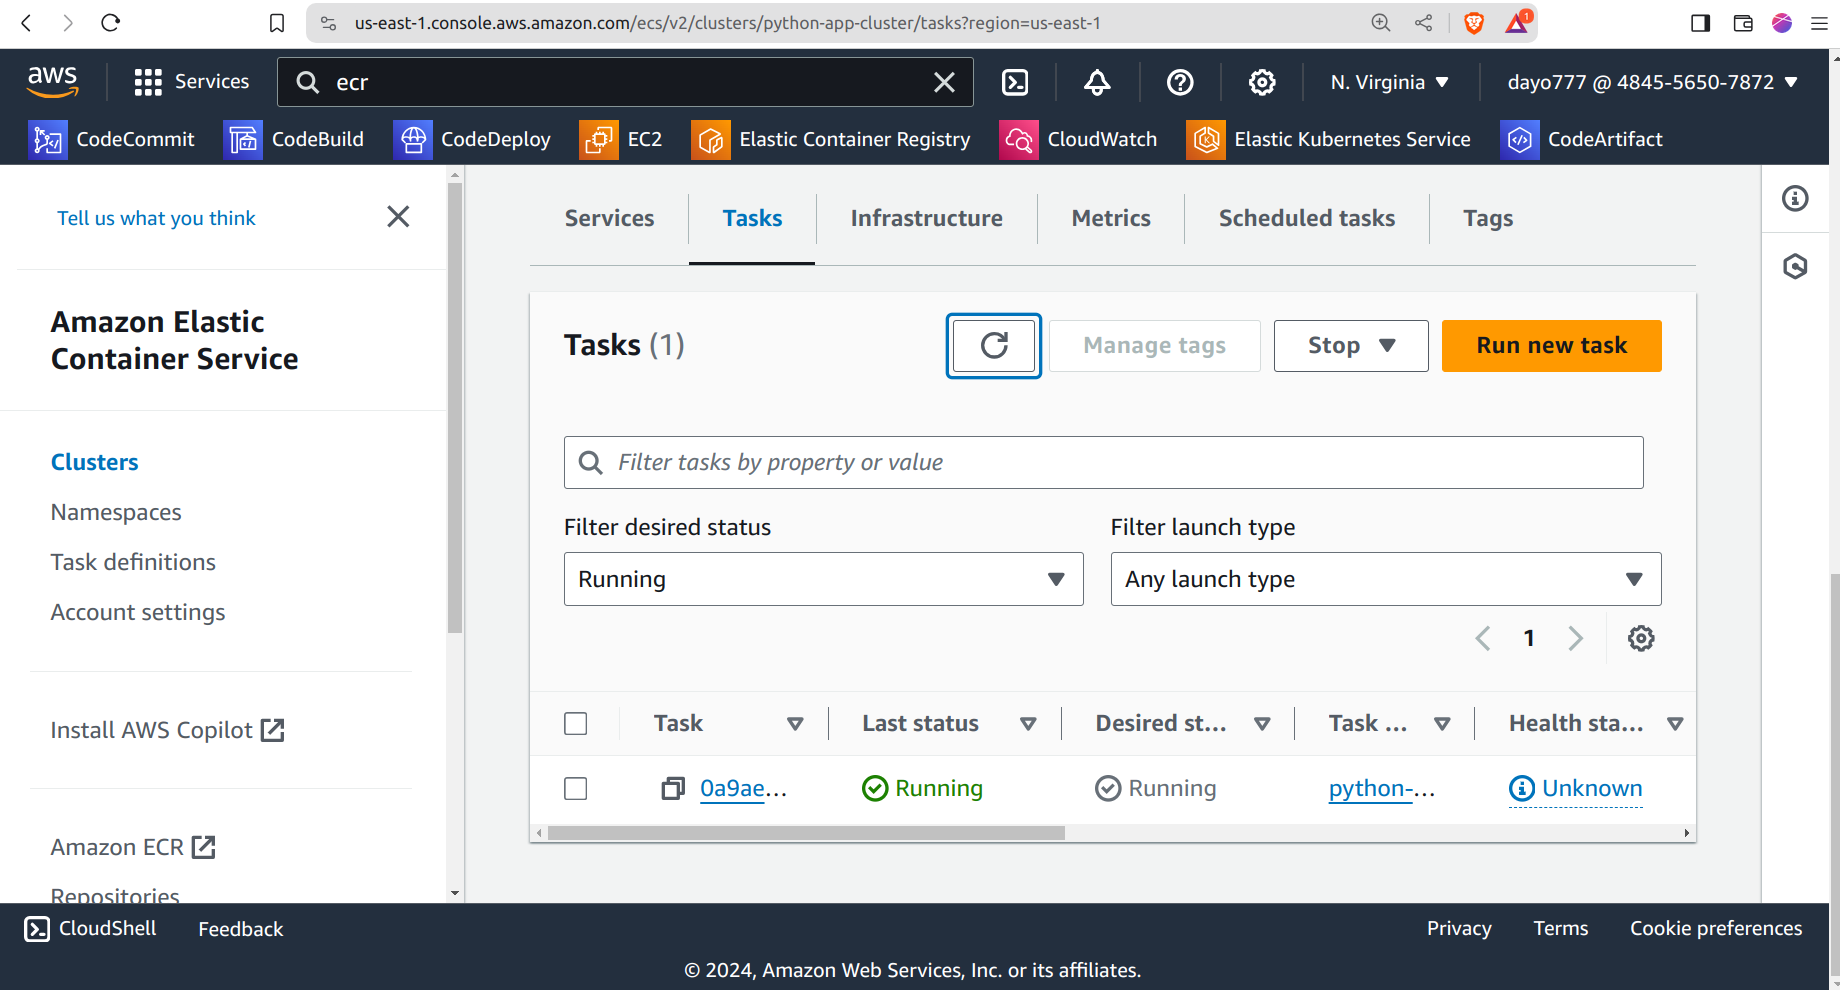 us-east-1.console.aws.amazon.com/ecs/v2/clusters/python-app-cluster/tasks?region=us-east-1
1
aws
Services
ecr
N. Virginia
dayo777 @ 4845-5650-7872
CodeCommit
CodeBuild
CodeDeploy
EC2
Elastic Container Registry
CloudWatch
Elastic Kubernetes Service
CodeArtifact
Tell us what you think
Amazon Elastic
Container Service
Clusters
Namespaces
Task definitions
Account settings
Install AWS Copilot
Amazon ECR
Repositories
Services
Tasks
Infrastructure
Metrics
Scheduled tasks
Tags
Tasks (1)
Manage tags
Stop
Run new task
Filter tasks by property or value
Filter desired status
Filter launch type
Running
Any launch type
1
Task
Last status
Desired st...
Task ...
Health sta...
0a9ae...
Running
Running
python-...
Unknown
CloudShell
Feedback
Privacy
Terms
Cookie preferences
© 2024, Amazon Web Services, Inc. or its affiliates.